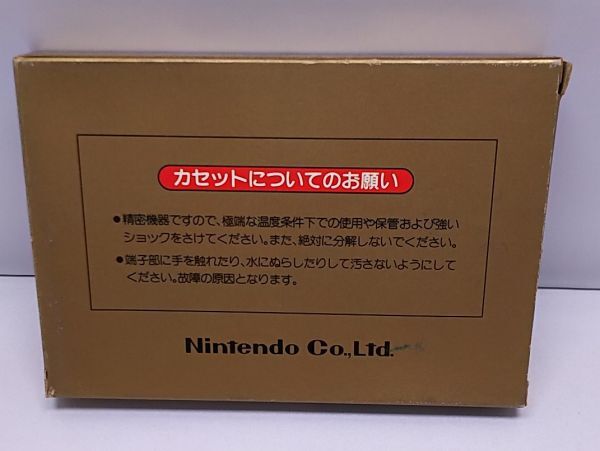 カセットについてのお願い
●精密機器ですので、極端な温度条件下での使用や保管および強い
ショックをさけてください。また、絶対に分解しないでください。
●端子部に手を触れたり、水にぬらしたりして汚さないようにして
ください。故障の原因となります。
Nintendo Co.,Ltd.